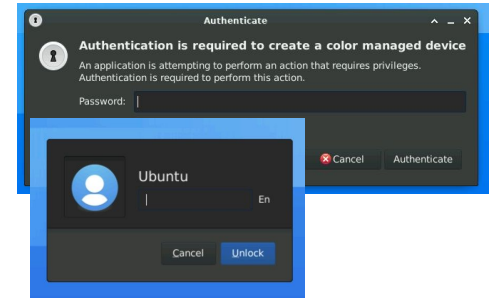 Authenticate
Authentication is required to create a color managed device
An application is attempting to perform an action that requires privileges.
Authentication is required to perform this action.
Password:
Cancel Authenticate
Ubuntu
En
Cancel Unlock